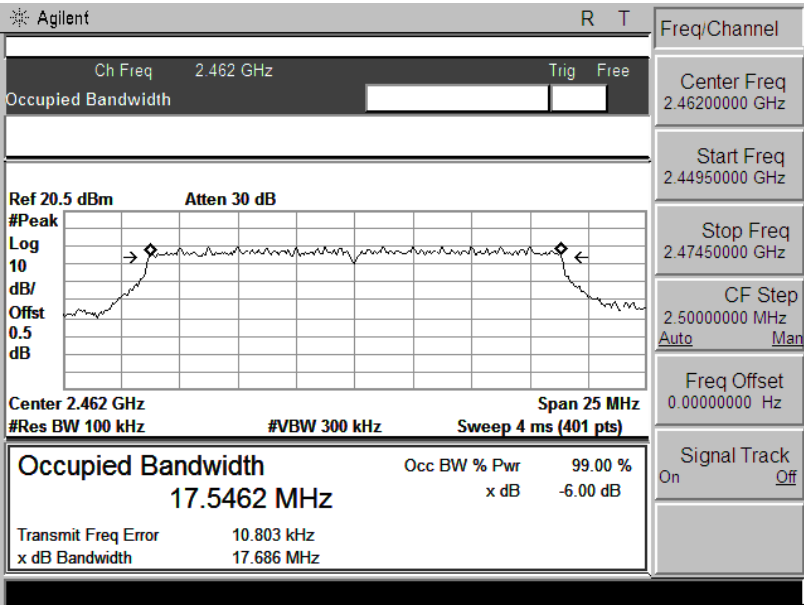 Agilent R T
Ch Freq 2.462 GHz Trig Free
Occupied Bandwidth
Ref 20.5 dBm Atten 30 dB
#Peak
Log
10
dB/
Offst
0.5
dB
Center 2.462 GHz Span 25 MHz
#Res BW 100 kHz #VBW 300 kHz Sweep 4 ms (401 pts)
Occupied Bandwidth Occ BW % Pwr 99.00 %
17.5462 MHz x dB -6.00 dB
Transmit Freq Error 10.803 kHz
x dB Bandwidth 17.686 MHz
Freq/Channel
Center Freq
2.46200000 GHz
Start Freq
2.44950000 GHz
Stop Freq
2.47450000 GHz
CF Step
2.50000000 MHz
Auto Man
Freq Offset
0.00000000 Hz
Signal Track
On Off